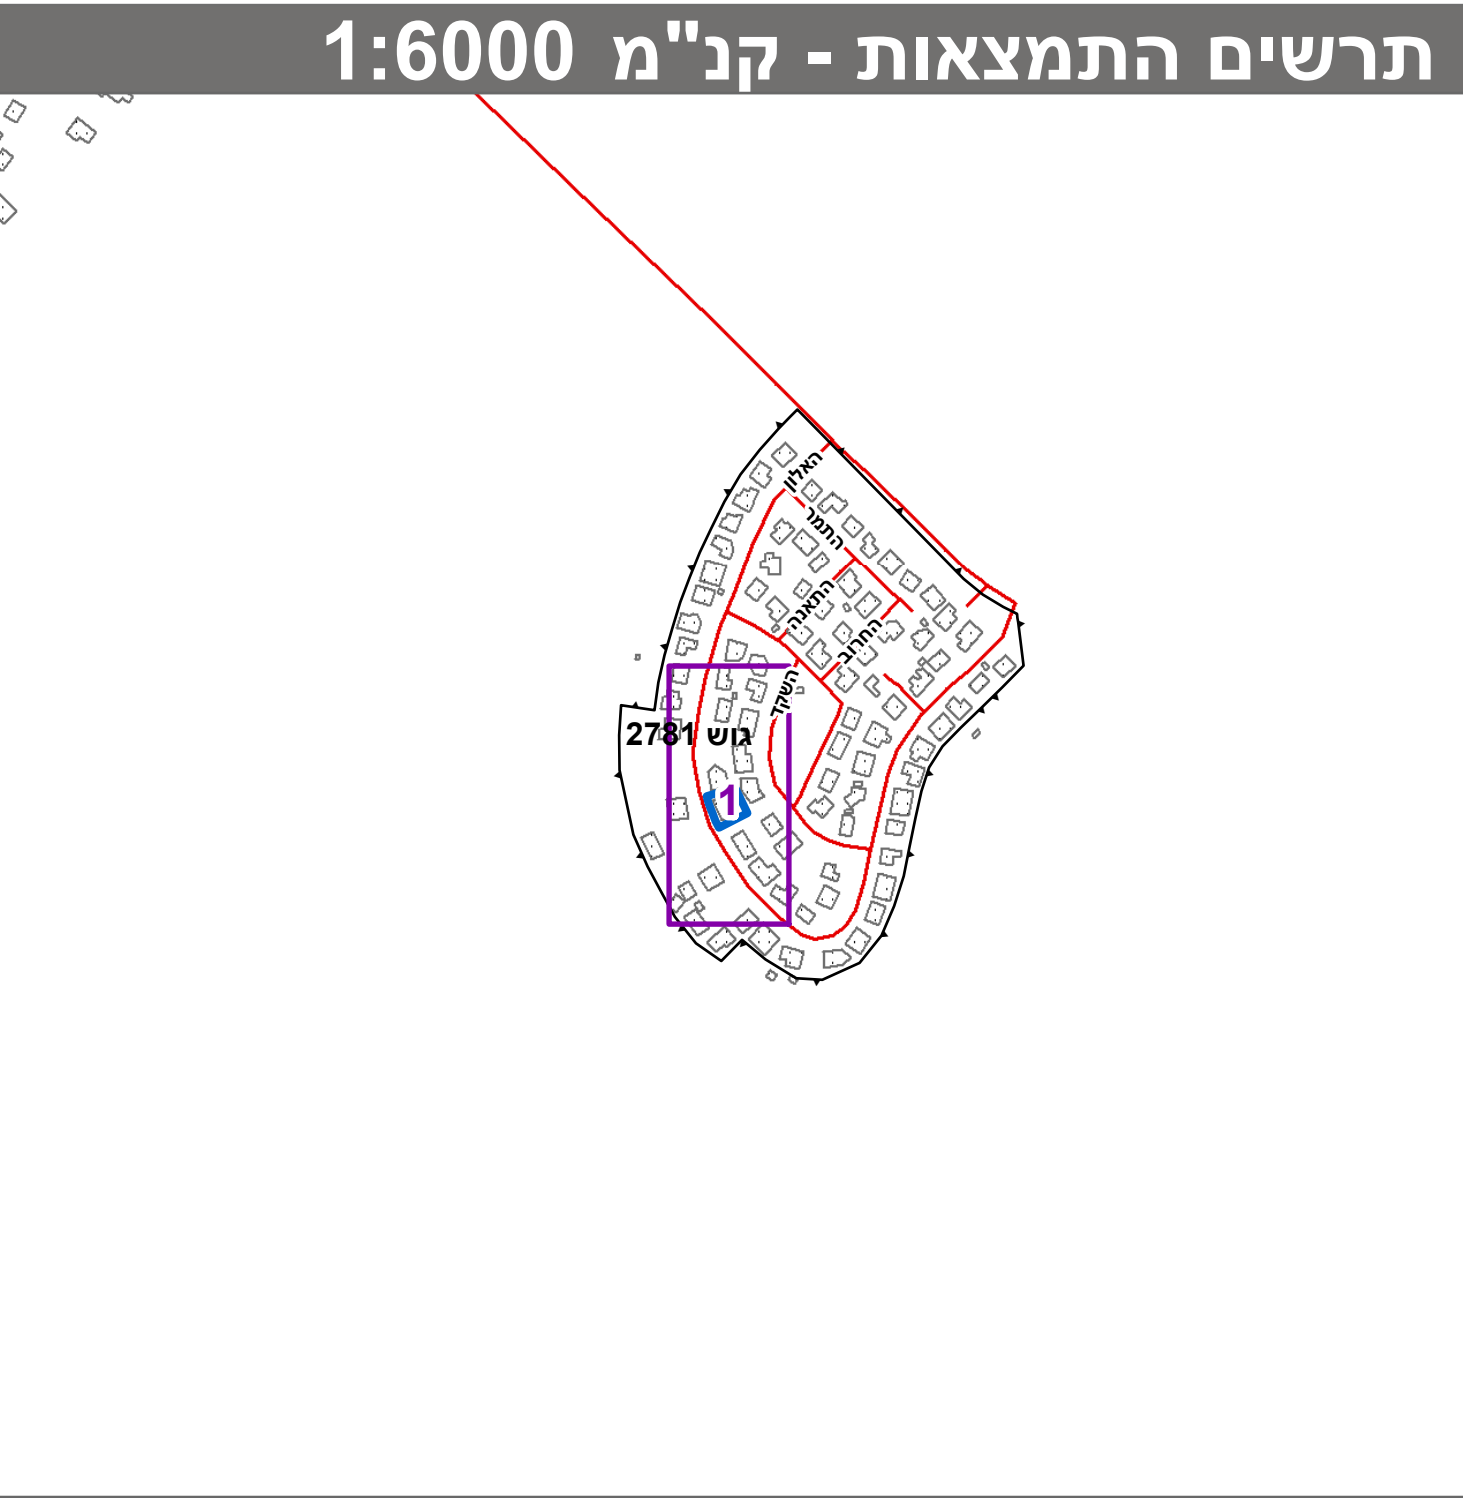 תרשים התמצאות - קנ"מ 1:6000
האלון
התמר
התאנה
החרוב
השקד
גוש 2781
1